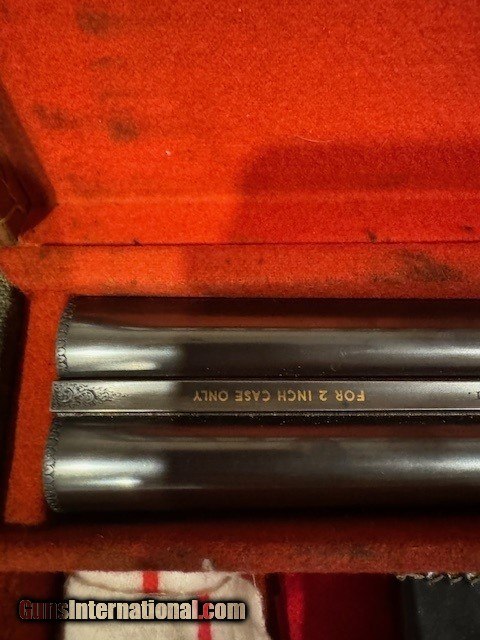 FOR 2 INCH CASE ONLY
GunsInternational.com